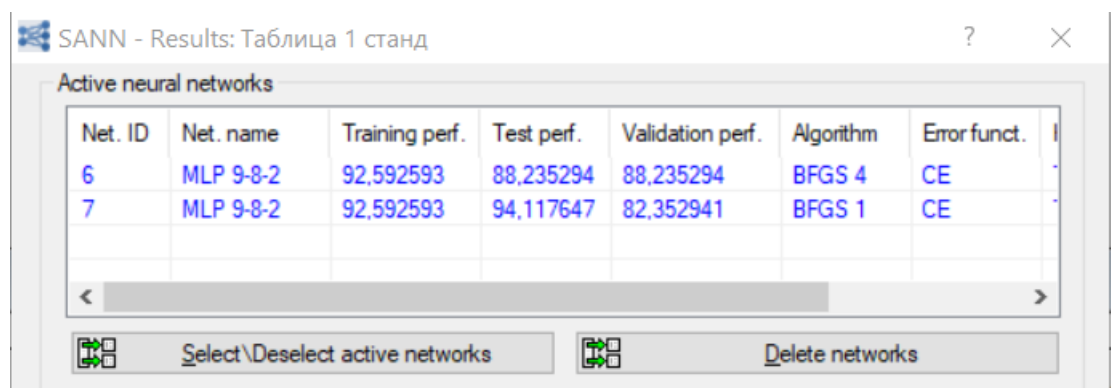 SANN - Results: Таблица 1 станд ?
Active neural networks
Net. ID Net. name Training perf. Test perf. Validation perf. Algorithm Error funct.
6 MLP 9-8-2 92,592593 88,235294 88,235294 BFGS 4 CE
7 MLP 9-8-2 92,592593 94,117647 82,352941 BFGS 1 CE
Select\Deselect active networks Delete networks